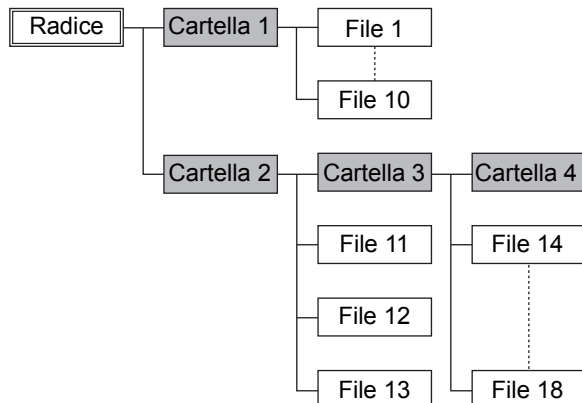 Radice
Cartella 1
File 1
File 10
Cartella 2
Cartella 3
Cartella 4
File 11
File 14
File 12
File 13
File 18